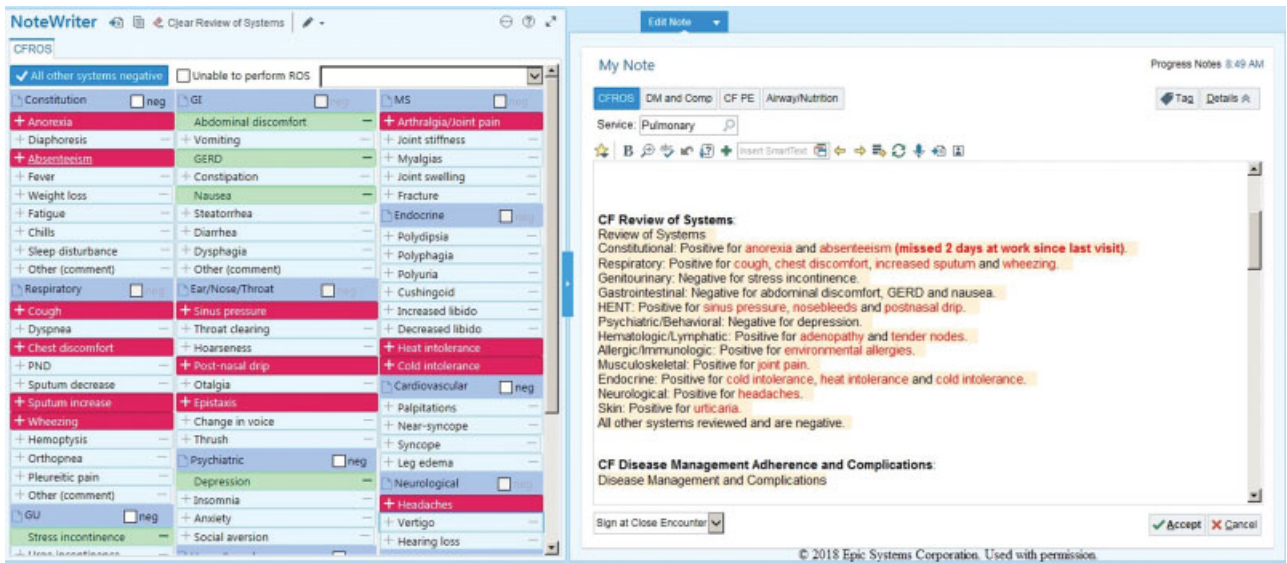 NoteWriter Clear Review of Systems
CFROS
All other systems negative Unable to perform ROS
Constitution neg
+ Anorexia
+ Diaphoresis
+ Absenteeism
+ Fever
+ Weight loss
+ Fatigue
+ Chills
+ Sleep disturbance
+ Other (comment)
Respiratory neg
+ Cough
+ Dyspnea
+ Chest discomfort
+ PND
+ Sputum decrease
+ Sputum increase
+ Wheezing
+ Hemoptysis
+ Orthopnea
+ Pleureitic pain
+ Other (comment)
GU neg
Stress incontinence
+ Urge incontinence
GI neg
Abdominal discomfort
+ Vomiting
GERD
+ Constipation
Nausea
+ Steatorrhea
+ Diarrhea
+ Dysphagia
+ Other (comment)
Ear/Nose/Throat neg
+ Sinus pressure
+ Throat clearing
+ Hoarseness
+ Post-nasal drip
+ Otalgia
+ Epistaxis
+ Change in voice
+ Thrush
Psychiatric neg
Depression
+ Insomnia
+ Anxiety
+ Social aversion
MS neg
+ Arthralgia/Joint pain
+ Joint stiffness
+ Myalgias
+ Joint swelling
+ Fracture
Endocrine
+ Polydipsia
+ Polyphagia
+ Polyuria
+ Cushingoid
+ Increased libido
+ Decreased libido
+ Heat intolerance
+ Cold intolerance
Cardiovascular neg
+ Palpitations
+ Near-syncope
+ Syncope
+ Leg edema
Neurological
+ Headaches
+ Vertigo
+ Hearing loss
Edit Note
My Note Progress Notes 8:49 AM
CFROS DM and Comp CF PE Airway/Nutrition Tag Details
Service: Pulmonary
B Insert SmartText
CF Review of Systems:
Review of Systems
Constitutional: Positive for anorexia and absenteeism (missed 2 days at work since last visit).
Respiratory: Positive for cough, chest discomfort, increased sputum and wheezing.
Genitourinary: Negative for stress incontinence.
Gastrointestinal: Negative for abdominal discomfort, GERD and nausea.
HENT: Positive for sinus pressure, nosebleeds and postnasal drip.
Psychiatric/Behavioral: Negative for depression.
Hematologic/Lymphatic: Positive for adenopathy and tender nodes.
Allergic/Immunologic: Positive for environmental allergies.
Musculoskeletal: Positive for joint pain.
Endocrine: Positive for cold intolerance, heat intolerance and cold intolerance.
Neurological: Positive for headaches.
Skin: Positive for urticaria.
All other systems reviewed and are negative.
CF Disease Management Adherence and Complications:
Disease Management and Complications
Sign at Close Encounter Accept Cancel
© 2018 Epic Systems Corporation. Used with permission.